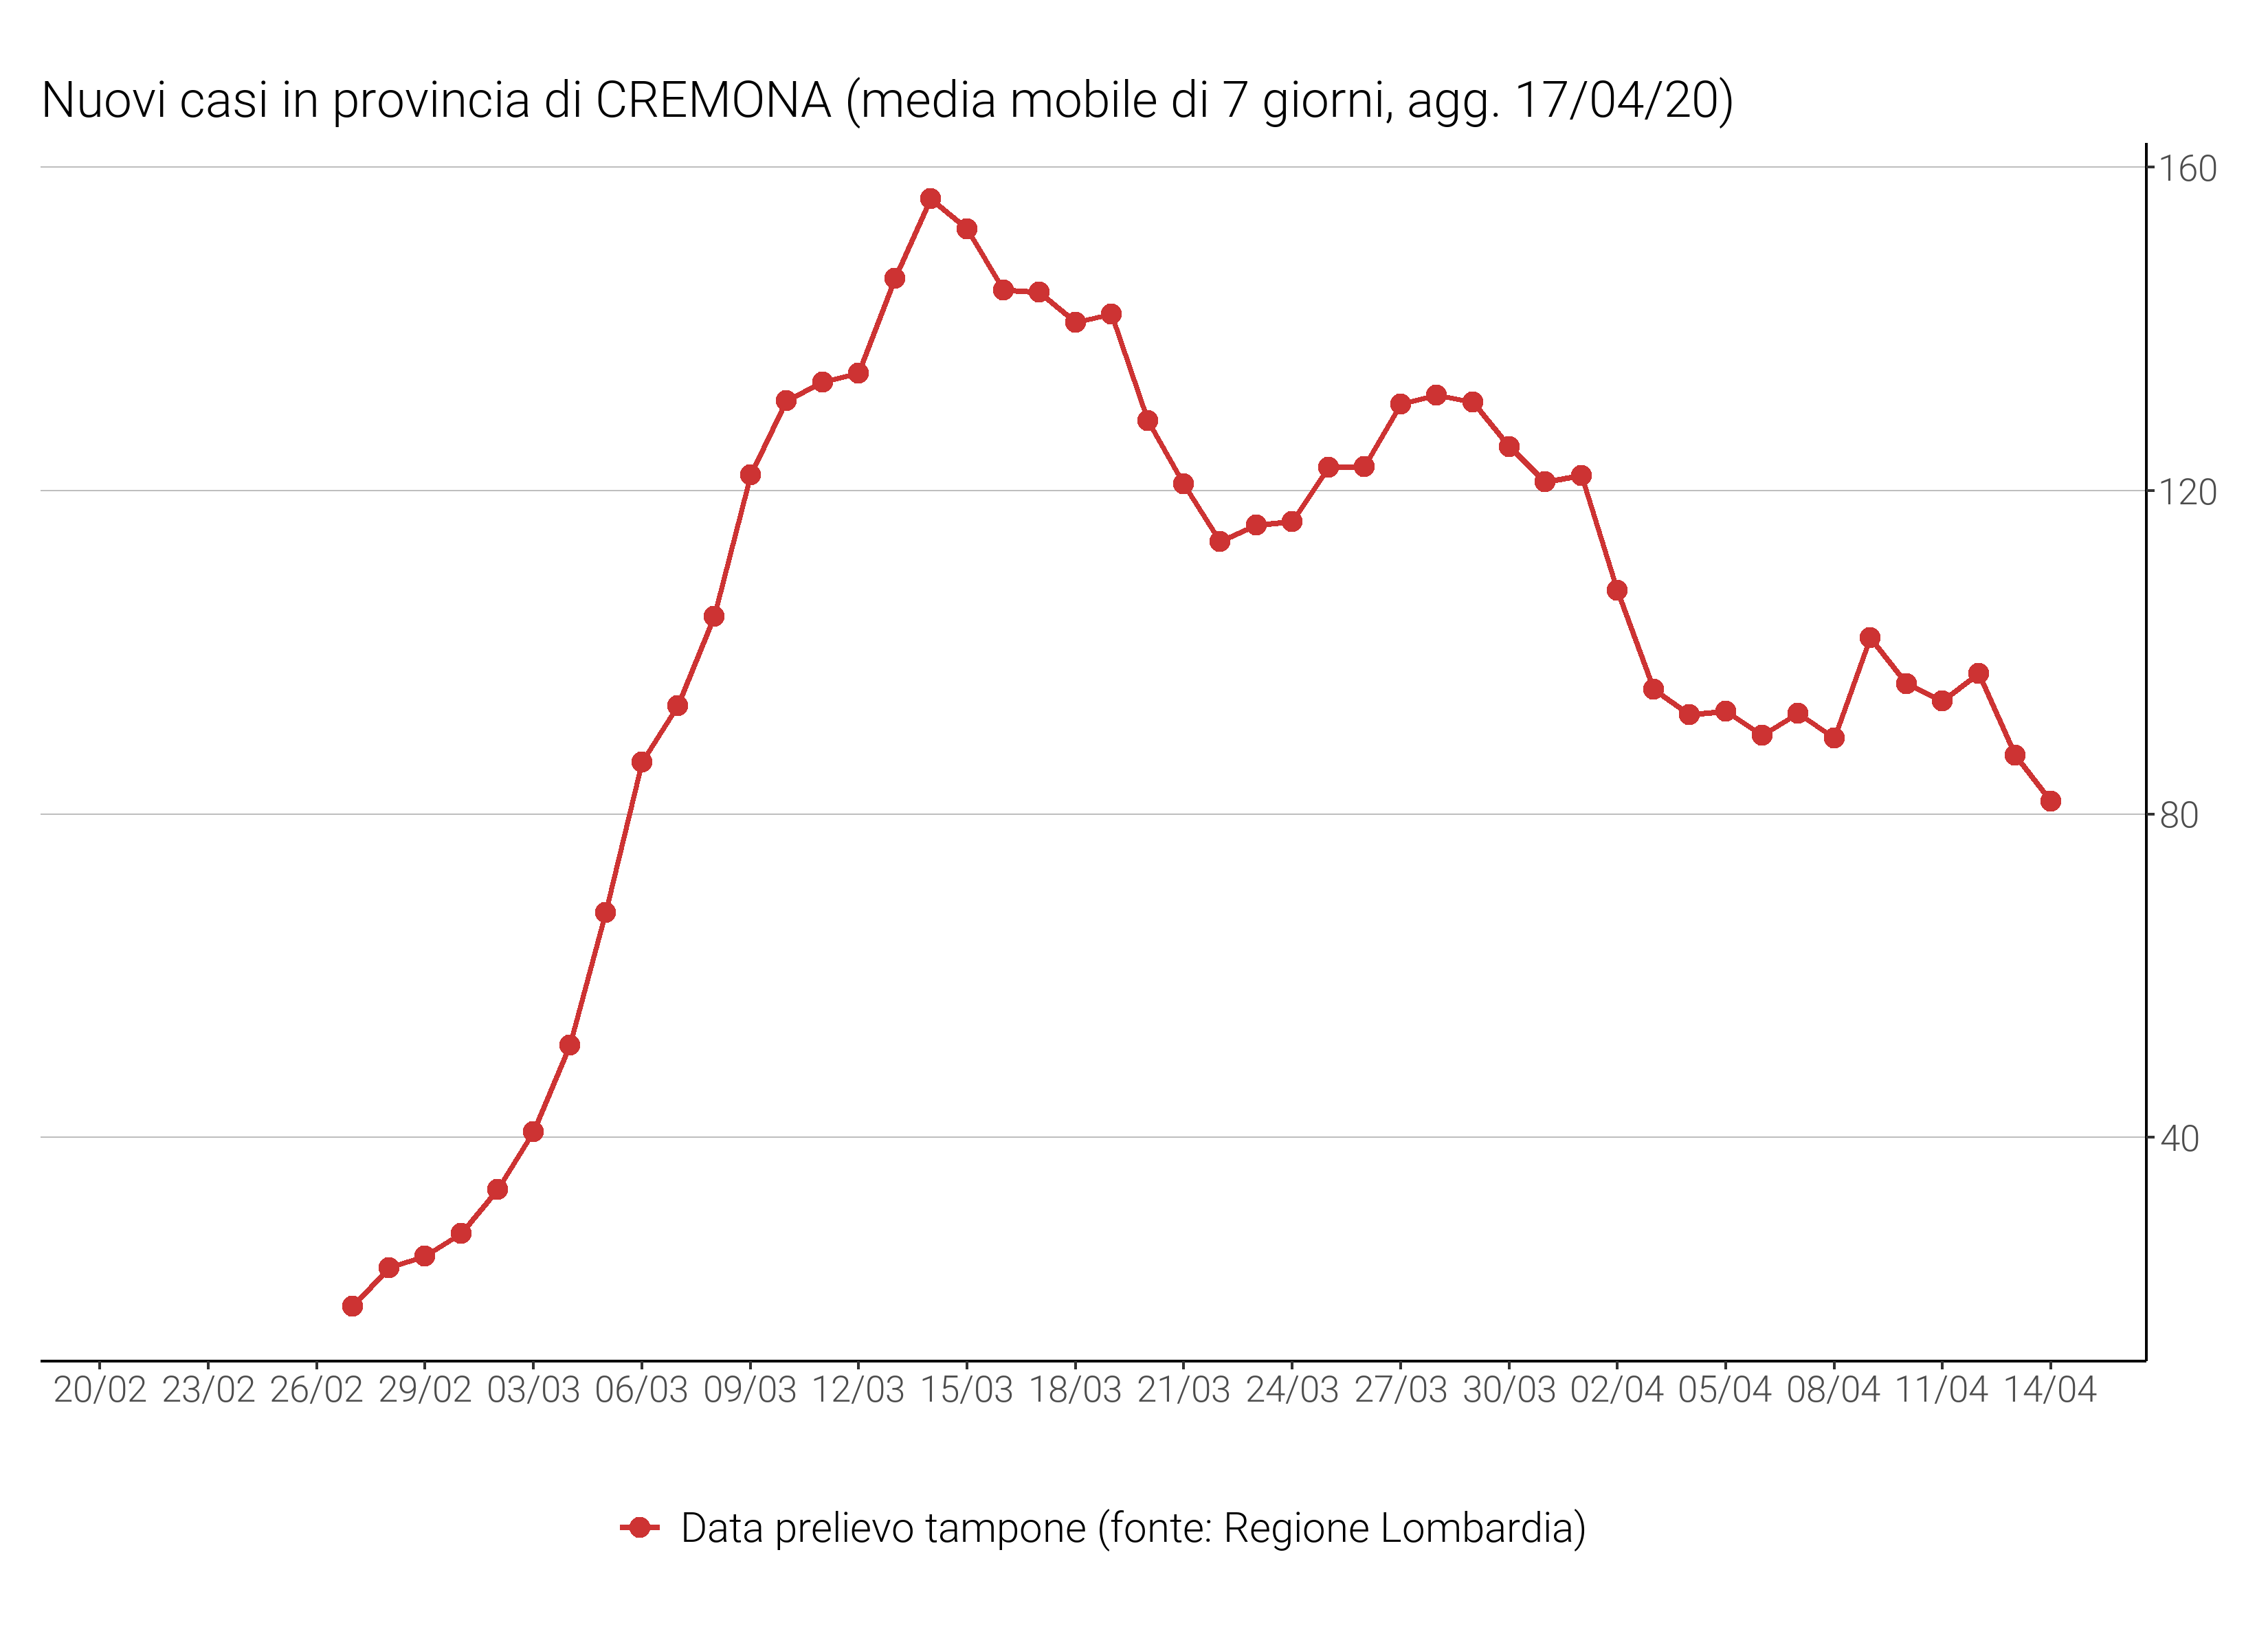 Nuovi casi in provincia di CREMONA (media mobile di 7 giorni, agg. 17/04/20)
160
120
80
40
20/02 23/02 26/02 29/02 03/03 06/03 09/03 12/03 15/03 18/03 21/03 24/03 27/03 30/03 02/04 05/04 08/04 11/04 14/04
Data prelievo tampone (fonte: Regione Lombardia)